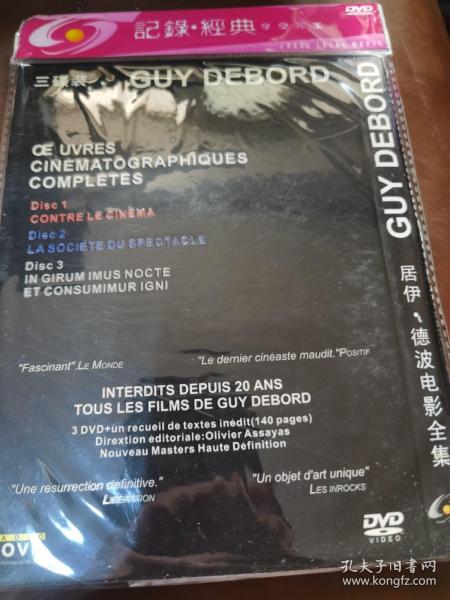 記錄·經典
DVD
三碟装
GUY DEBORD
ŒUVRES
CINÉMATOGRAPHIQUES
COMPLÈTES
Disc 1
CONTRE LE CINÉMA
Disc 2
LA SOCIÉTÉ DU SPECTACLE
Disc 3
IN GIRUM IMUS NOCTE
ET CONSUMIMUR IGNI
"Fascinant".LE MONDE
"Le dernier cinéaste maudit."POSITIF
INTERDITS DEPUIS 20 ANS
TOUS LES FILMS DE GUY DEBORD
3 DVD+un recueil de textes inédit(140 pages)
Dirextion éditoriale:Olivier Assayas
Nouveau Masters Haute Définition
"Une résurrection definitive."
LIBÉRATION
"Un objet d'art unique"
LES INROCKS
DVD
VIDEO
GUY DEBORD
居伊·德波电影全集
孔夫子旧书网
www.kongfz.com